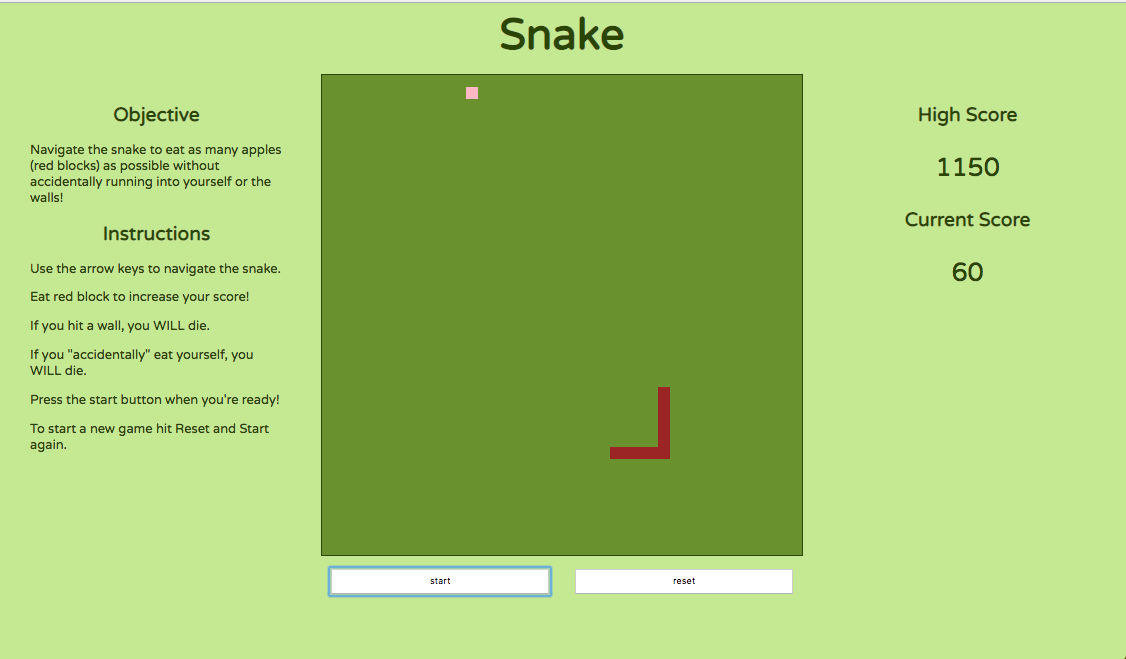 Snake
Objective
Navigate the snake to eat as many apples
(red blocks) as possible without
accidentally running into yourself or the
walls!
Instructions
Use the arrow keys to navigate the snake.
Eat red block to increase your score!
If you hit a wall, you WILL die.
If you "accidentally" eat yourself, you
WILL die.
Press the start button when you're ready!
To start a new game hit Reset and Start
again.
start
reset
High Score
1150
Current Score
60